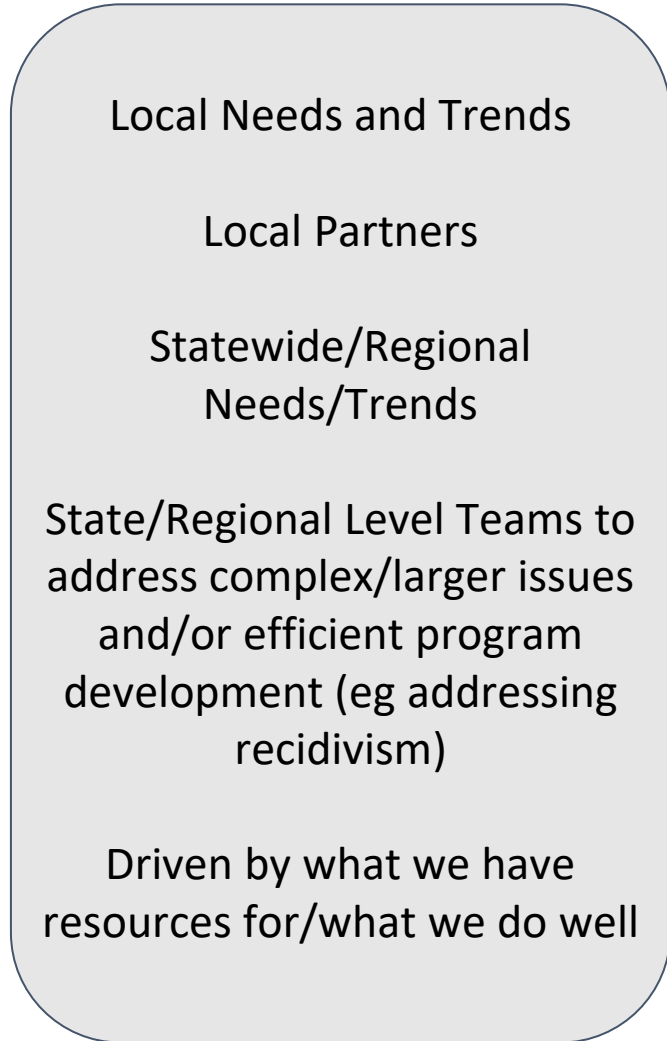 Local Needs and Trends
Local Partners
Statewide/Regional
Needs/Trends
State/Regional Level Teams to
address complex/larger issues
and/or efficient program
development (eg addressing
recidivism)
Driven by what we have
resources for/what we do well